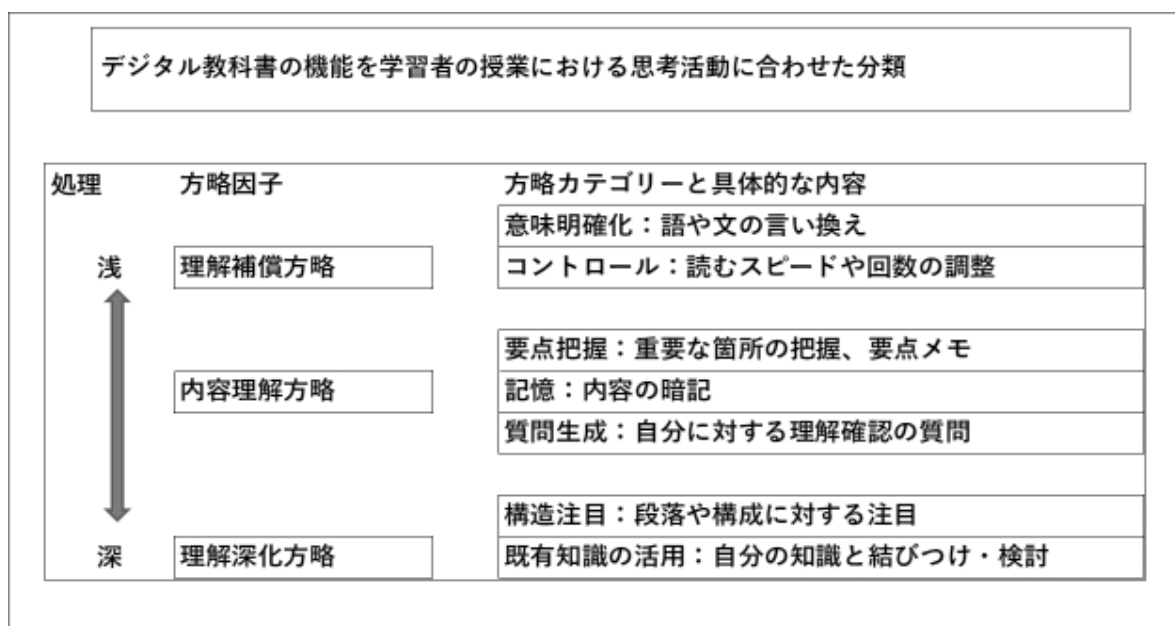 デジタル教科書の機能を学習者の授業における思考活動に合わせた分類
処理 方略因子 方略カテゴリーと具体的な内容
意味明確化：語や文の言い換え
浅 理解補償方略 コントロール：読むスピードや回数の調整
要点把握：重要な箇所の把握、要点メモ
内容理解方略 記憶：内容の暗記
質問生成：自分に対する理解確認の質問
構造注目：段落や構成に対する注目
深 理解深化方略 既有知識の活用：自分の知識と結びつけ・検討